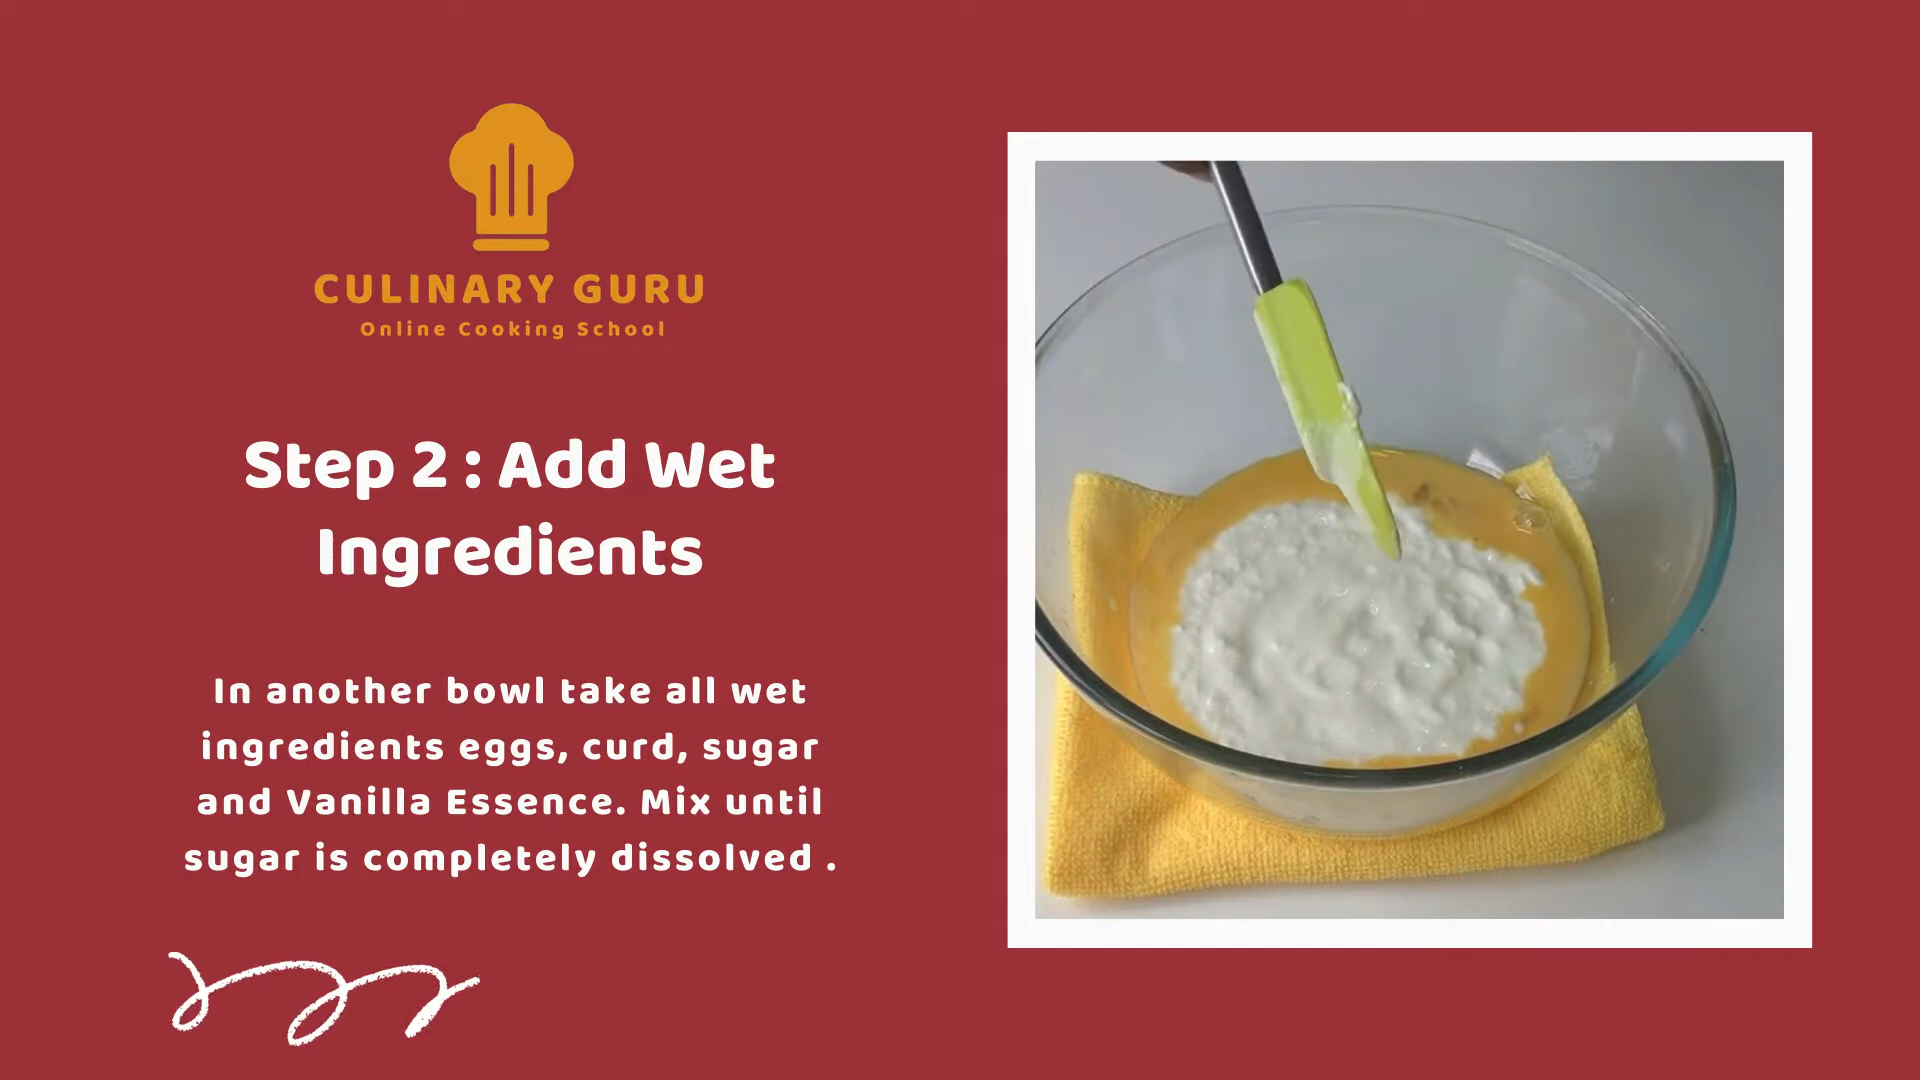 CULINARY GURU
Online Cooking School
Step 2 : Add Wet
Ingredients
In another bowl take all wet
ingredients eggs, curd, sugar
and Vanilla Essence. Mix until
sugar is completely dissolved .